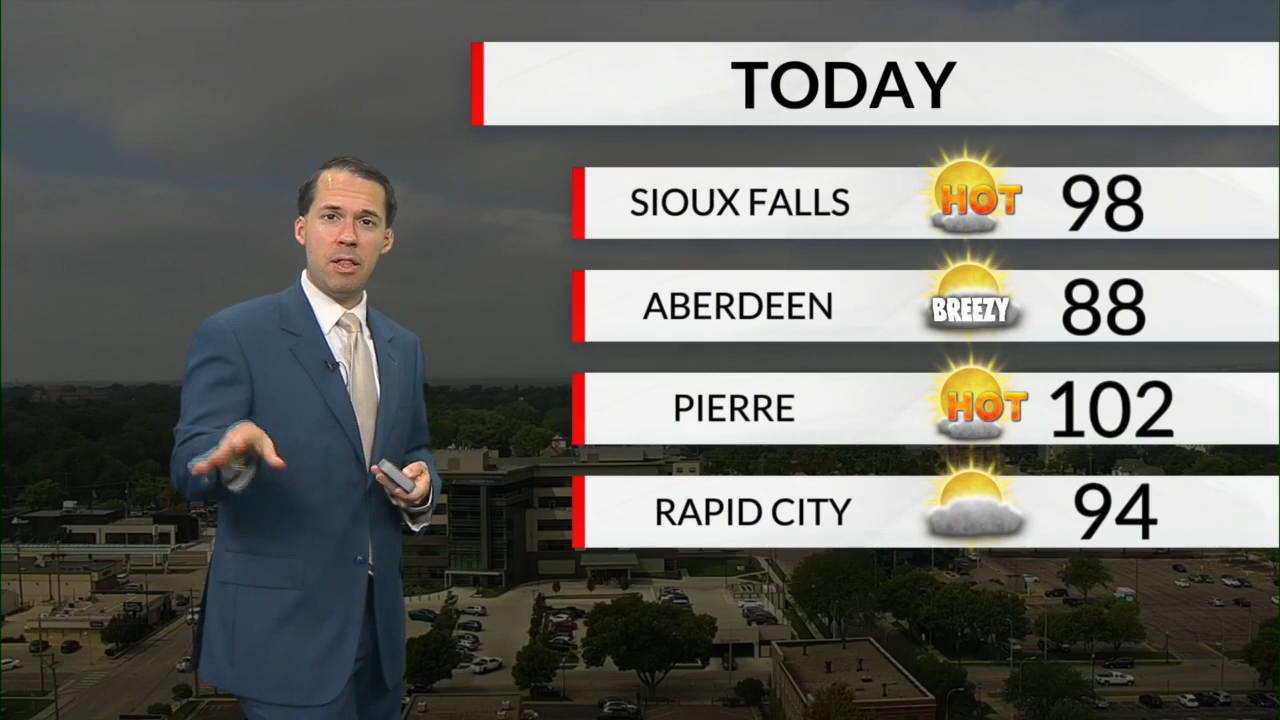 TODAY
SIOUX FALLS HOT 98
ABERDEEN BREEZY 88
PIERRE HOT 102
RAPID CITY 94